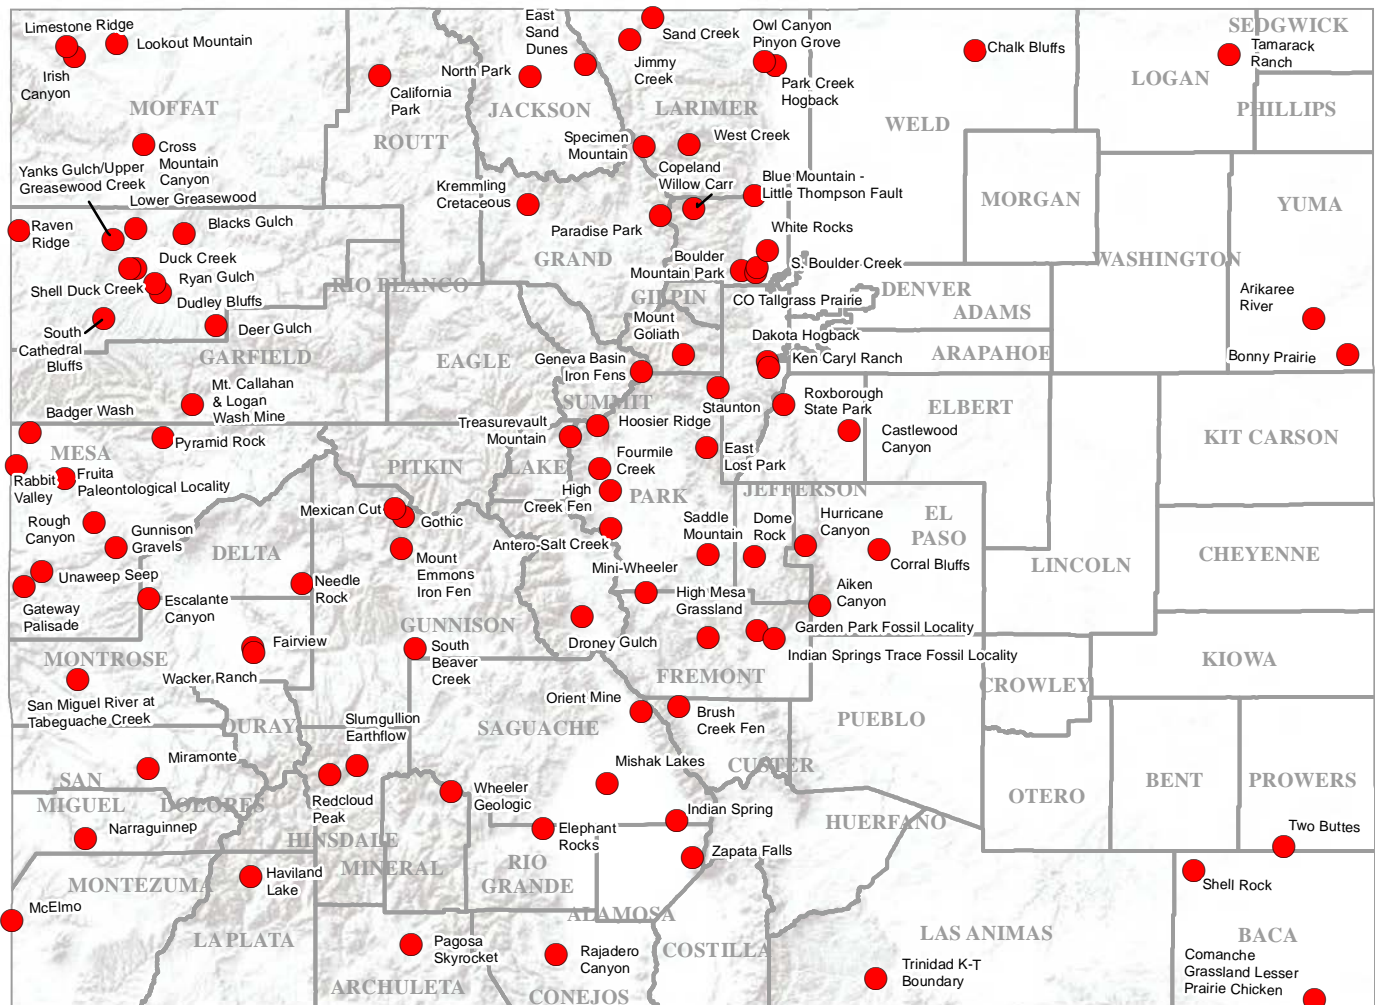 Limestone Ridge
Lookout Mountain
Irish
Canyon
MOFFAT
Cross
Mountain
Canyon
Yanks Gulch/Upper
Greasewood Creek
Lower Greasewood
California
Park
ROUTT
North Park
East
Sand
Dunes
JACKSON
Sand Creek
Jimmy
Creek
LARIMER
Owl Canyon
Pinyon Grove
Park Creek
Hogback
Specimen
Mountain
West Creek
Copeland
Willow Carr
Blue Mountain -
Little Thompson Fault
Chalk Bluffs
WELD
SEDGWICK
Tamarack
Ranch
LOGAN
PHILLIPS
MORGAN
YUMA
WASHINGTON
Raven
Ridge
Blacks Gulch
Duck Creek
Shell Duck Creek
Ryan Gulch
Dudley Bluffs
South
Cathedral
Bluffs
Deer Gulch
RIO BLANCO
GARFIELD
Kremmling
Cretaceous
Paradise Park
GRAND
White Rocks
Boulder
Mountain Park
S. Boulder Creek
CO Tallgrass Prairie
GILPIN
Mount
Goliath
DENVER
ADAMS
ARAPAHOE
Arikaree
River
Bonny Prairie
EAGLE
Geneva Basin
Iron Fens
SUMMIT
Dakota Hogback
Ken Caryl Ranch
Staunton
Roxborough
State Park
Castlewood
Canyon
ELBERT
KIT CARSON
Mt. Callahan
& Logan
Wash Mine
Badger Wash
Pyramid Rock
MESA
Rabbit
Valley
Fruita
Paleontological Locality
Rough
Canyon
Gunnison
Gravels
Unaweep Seep
Gateway
Palisade
Escalante
Canyon
DELTA
Needle
Rock
Treasurevault
Mountain
Hoosier Ridge
Fourmile
Creek
High
Creek Fen
East
Lost Park
PITKIN
LAKE
PARK
JEFFERSON
Mexican Cut
Gothic
Mount
Emmons
Iron Fen
Antero-Salt Creek
Saddle
Mountain
Dome
Rock
Hurricane
Canyon
EL
PASO
Corral Bluffs
Mini-Wheeler
High Mesa
Grassland
Aiken
Canyon
Garden Park Fossil Locality
Indian Springs Trace Fossil Locality
LINCOLN
CHEYENNE
KIOWA
CROWLEY
Droney Gulch
FREMONT
GUNNISON
South
Beaver
Creek
Fairview
Wacker Ranch
MONTROSE
San Miguel River at
Tabeguache Creek
OURAY
Slumgullion
Earthflow
Redcloud
Peak
Miramonte
SAN
MIGUEL
DOLORES
Narraguinnep
SAGUACHE
Orient Mine
Brush
Creek Fen
Mishak Lakes
CUSTER
PUEBLO
OTERO
BENT
PROWERS
Wheeler
Geologic
Indian Spring
Elephant
Rocks
Zapata Falls
HUERFANO
HINSDALE
MINERAL
RIO
GRANDE
ALAMOSA
Two Buttes
Shell Rock
MONTEZUMA
Haviland
Lake
McElmo
LA PLATA
Pagosa
Skyrocket
ARCHULETA
Rajadero
Canyon
CONEJOS
COSTILLA
LAS ANIMAS
Trinidad K-T
Boundary
BACA
Comanche
Grassland Lesser
Prairie Chicken